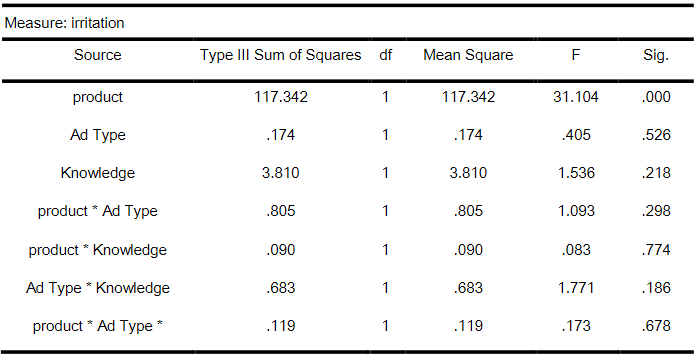 Measure: irritation
Source Type III Sum of Squares df Mean Square F Sig.
product 117.342 1 117.342 31.104 .000
Ad Type .174 1 .174 .405 .526
Knowledge 3.810 1 3.810 1.536 .218
product * Ad Type .805 1 .805 1.093 .298
product * Knowledge .090 1 .090 .083 .774
Ad Type * Knowledge .683 1 .683 1.771 .186
product * Ad Type * .119 1 .119 .173 .678